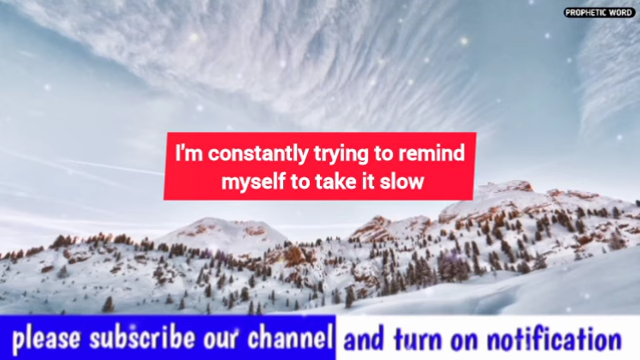 PROPHETIC WORD
I'm constantly trying to remind
myself to take it slow
please subscribe our channel and turn on notification